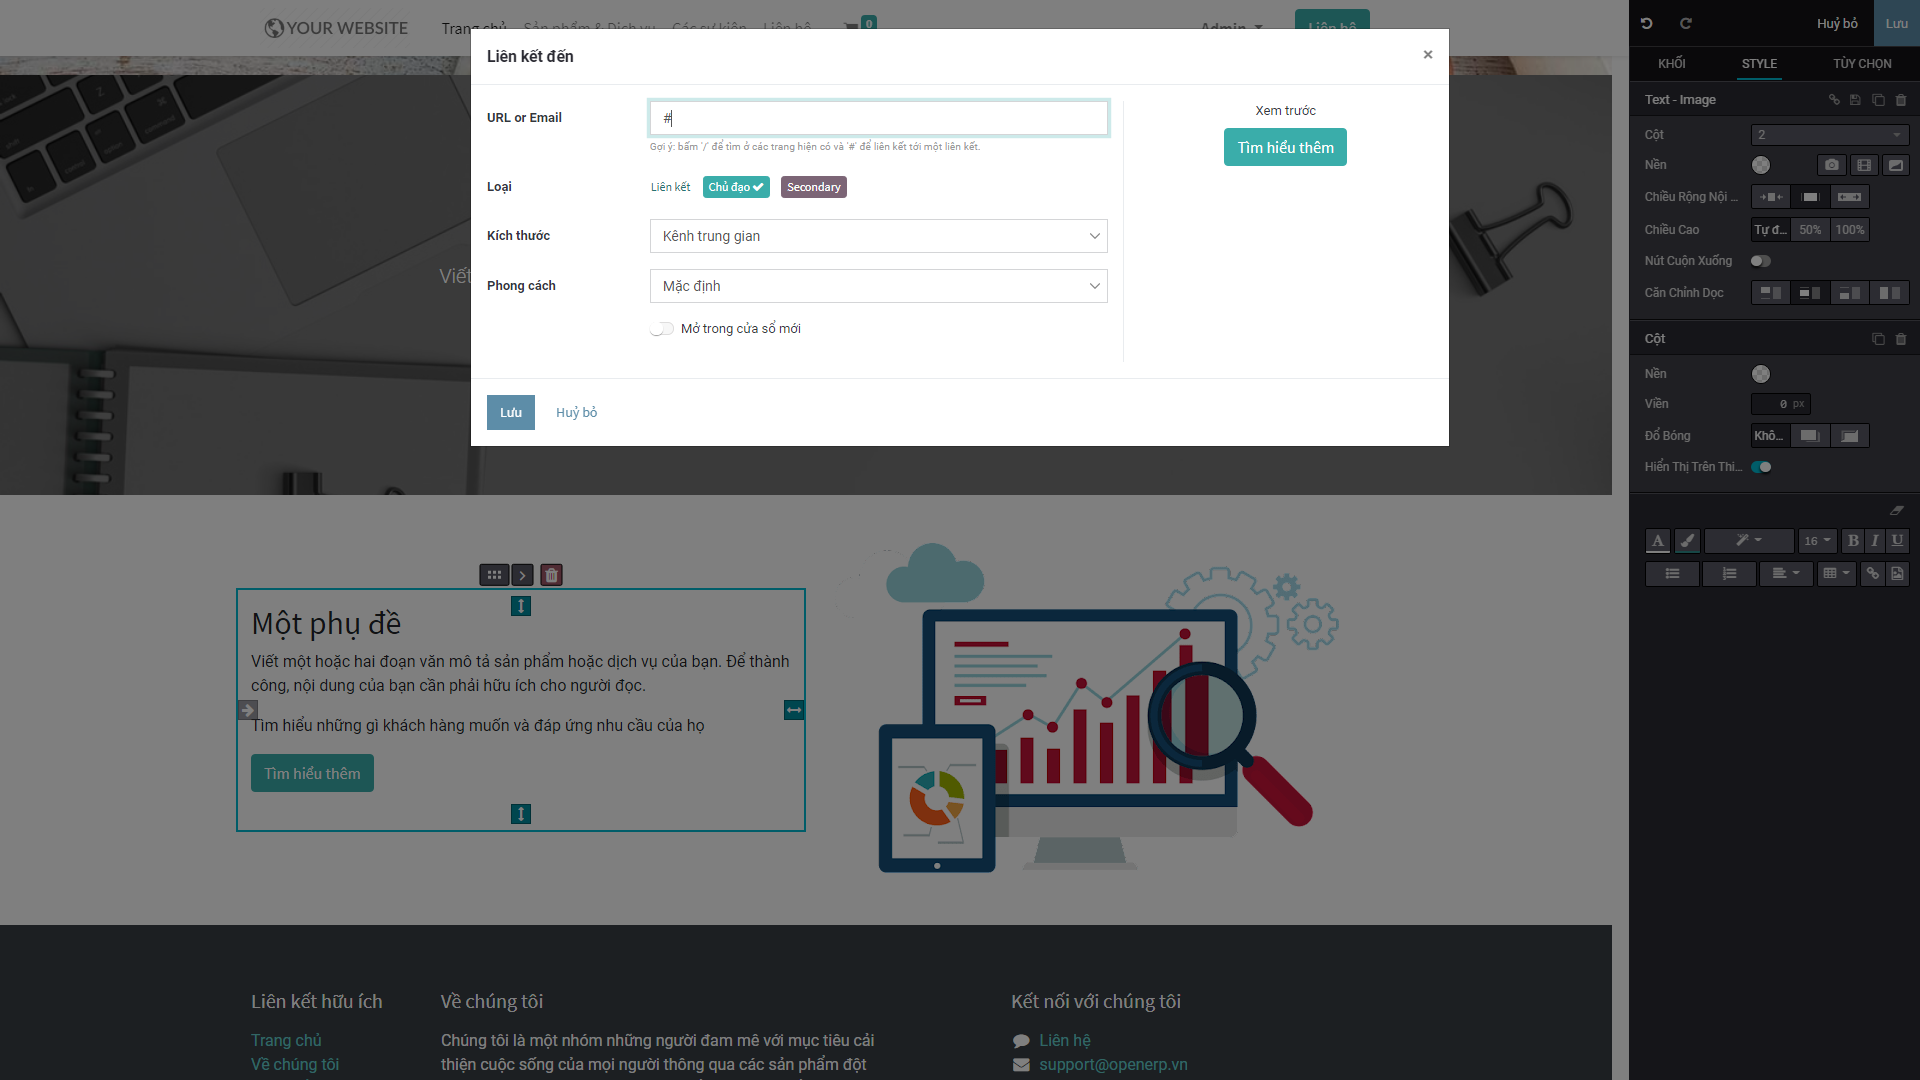 YOUR WEBSITE
Trang chủ
Sản phẩm & Dịch vụ
Các sự kiện
Liên hệ
0
Admin
Liên hệ
Huỷ bỏ
Lưu
Liên kết đến
×
URL or Email
#
Gợi ý: bấm '/' để tìm ở các trang hiện có và '#' để liên kết tới một liên kết.
Loại
Liên kết
Chủ đạo
Secondary
Kích thước
Kênh trung gian
Phong cách
Mặc định
Mở trong cửa sổ mới
Xem trước
Tìm hiểu thêm
Lưu
Huỷ bỏ
Viết
KHỐI
STYLE
TÙY CHỌN
Text - Image
Cột
2
Nền
Chiều Rộng Nội ...
Chiều Cao
Tự đ...
50%
100%
Nút Cuộn Xuống
Căn Chỉnh Dọc
Cột
Nền
Viền
0 px
Đổ Bóng
Khô...
Hiển Thị Trên Thi...
A
16
B
I
U
Một phụ đề
Viết một hoặc hai đoạn văn mô tả sản phẩm hoặc dịch vụ của bạn. Để thành
công, nội dung của bạn cần phải hữu ích cho người đọc.
Tìm hiểu những gì khách hàng muốn và đáp ứng nhu cầu của họ
Tìm hiểu thêm
Liên kết hữu ích
Trang chủ
Về chúng tôi
Về chúng tôi
Chúng tôi là một nhóm những người đam mê với mục tiêu cải
thiện cuộc sống của mọi người thông qua các sản phẩm đột
Kết nối với chúng tôi
Liên hệ
support@openerp.vn